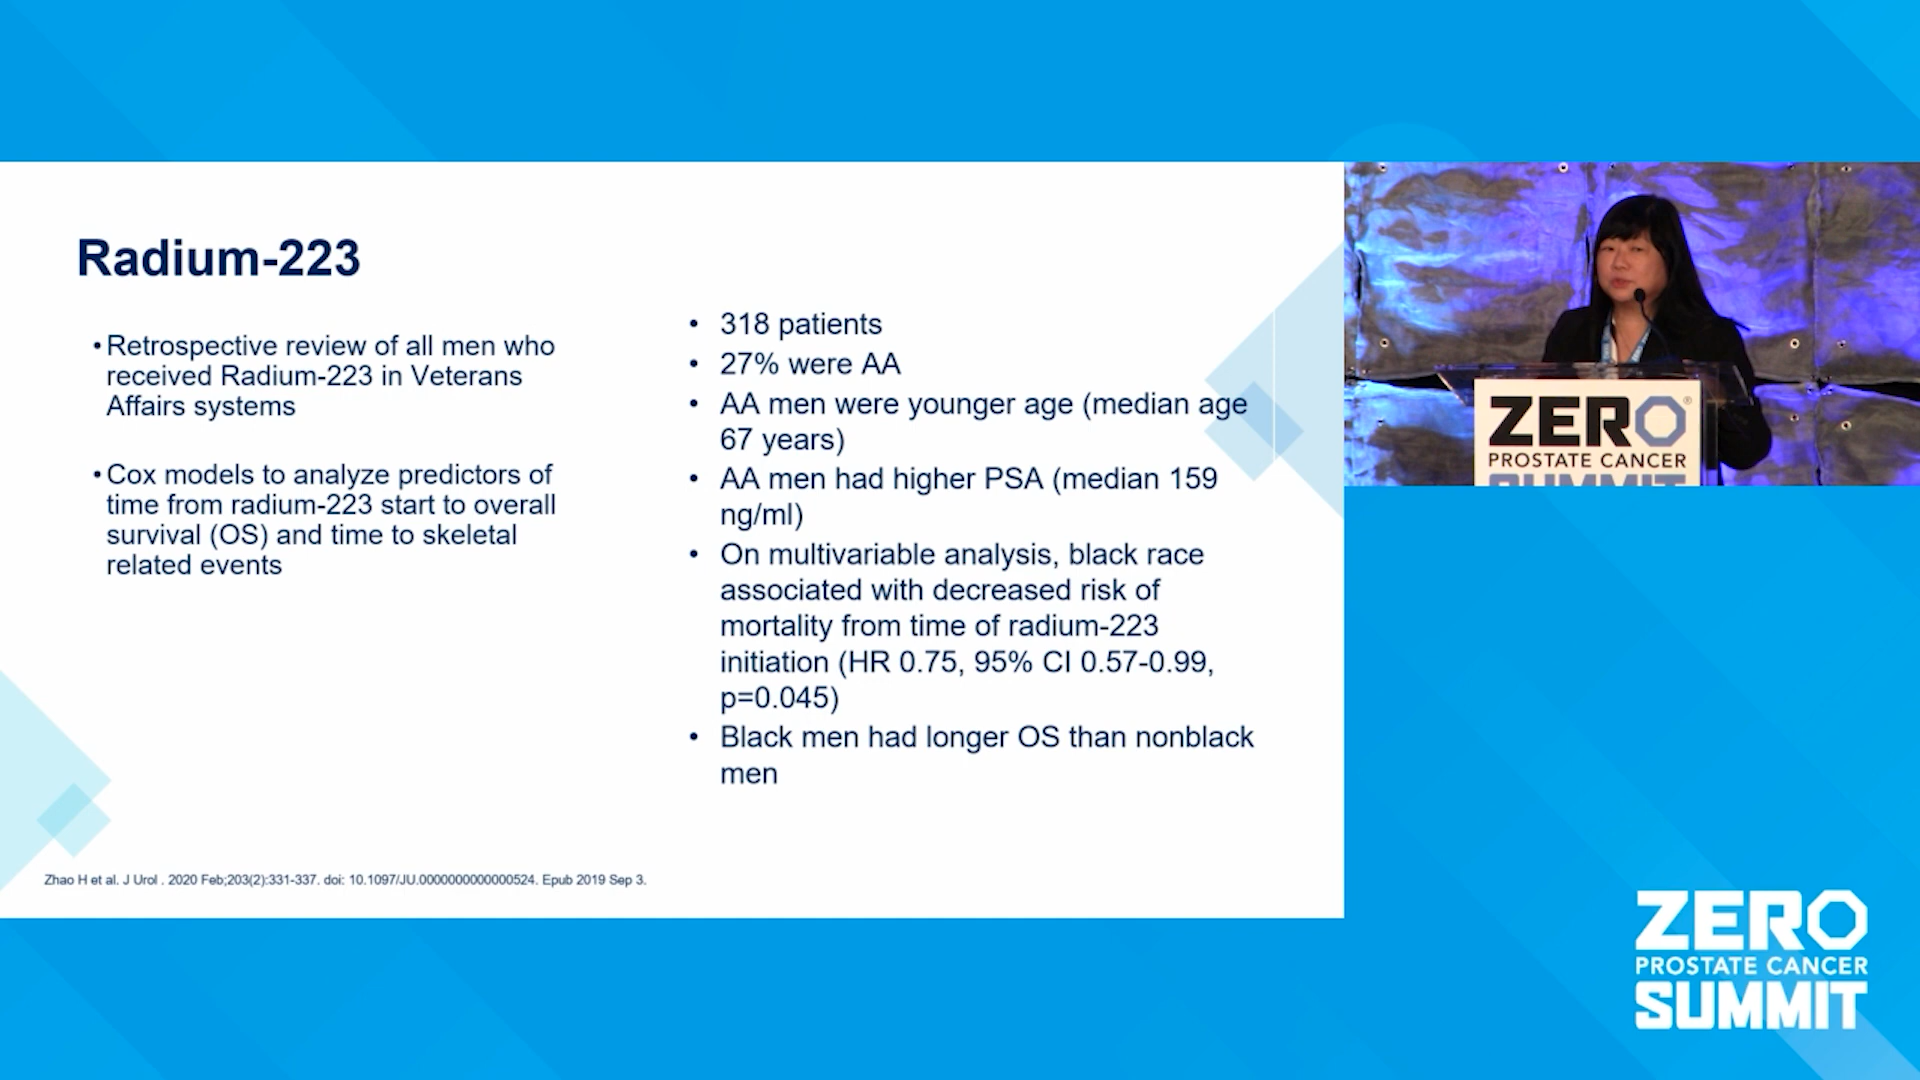 Radium-223
•Retrospective review of all men who
received Radium-223 in Veterans
Affairs systems
•Cox models to analyze predictors of
time from radium-223 start to overall
survival (OS) and time to skeletal
related events
• 318 patients
• 27% were AA
• AA men were younger age (median age
67 years)
• AA men had higher PSA (median 159
ng/ml)
• On multivariable analysis, black race
associated with decreased risk of
mortality from time of radium-223
initiation (HR 0.75, 95% CI 0.57-0.99,
p=0.045)
• Black men had longer OS than nonblack
men
Zhao H et al. J Urol . 2020 Feb;203(2):331-337. doi: 10.1097/JU.0000000000000524. Epub 2019 Sep 3.
ZERO®
PROSTATE CANCER
SUMMIT
ZERO
PROSTATE CANCER
SUMMIT